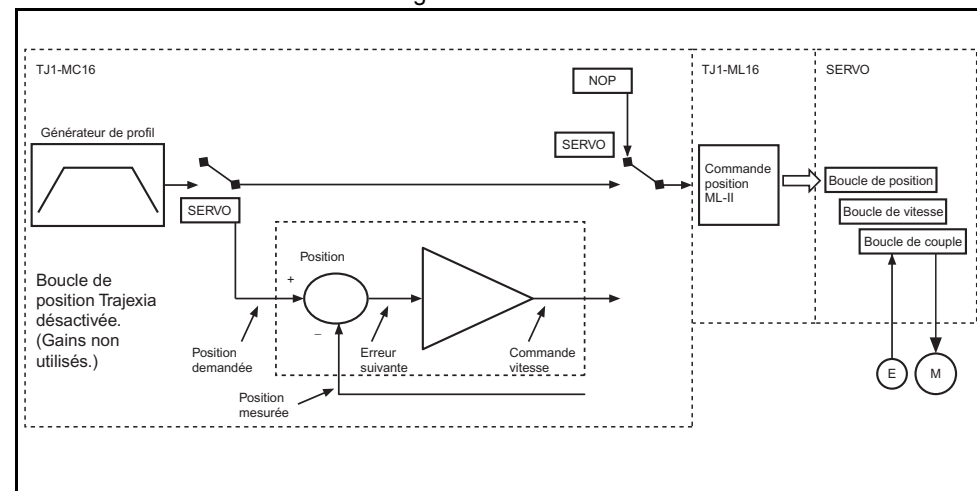 TJ1-MC16
TJ1-ML16
SERVO
NOP
Générateur de profil
SERVO
SERVO
Commande
position
ML-II
Boucle de position
Boucle de vitesse
Boucle de couple
Position
+
–
Boucle de
position Trajexia
désactivée.
(Gains non
utilisés.)
Position
demandée
Erreur
suivante
Commande
vitesse
Position
mesurée
E
M